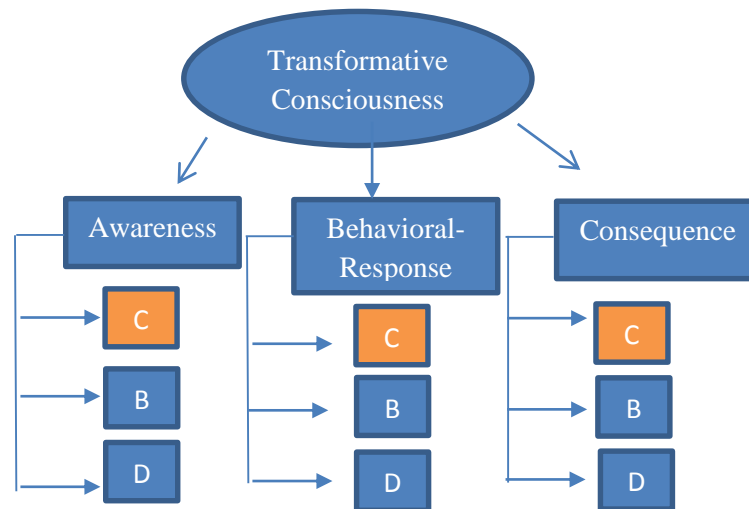 Transformative
Consciousness
Awareness
Behavioral-
Response
Consequence
C
B
D
C
B
D
C
B
D